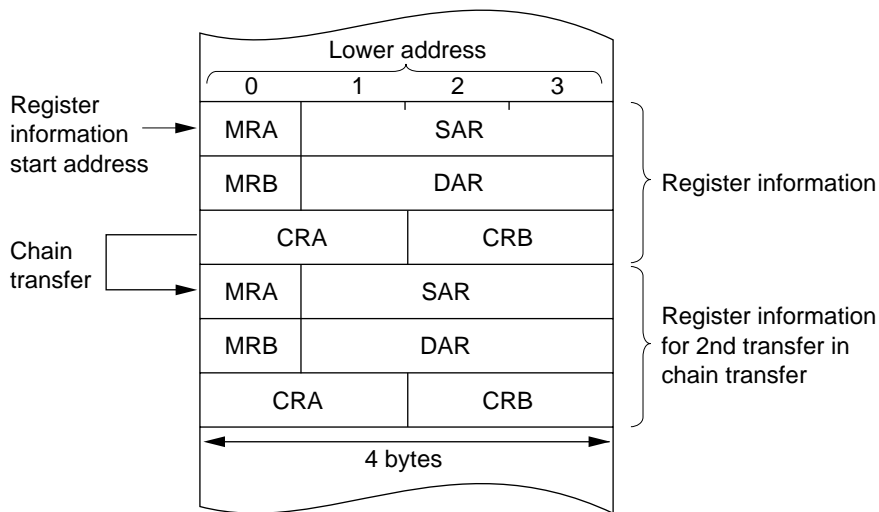 Lower address
0 1 2 3
Register
information
start address
MRA SAR
MRB DAR
CRA CRB
Register information
Chain
transfer
MRA SAR
MRB DAR
CRA CRB
Register information
for 2nd transfer in
chain transfer
4 bytes